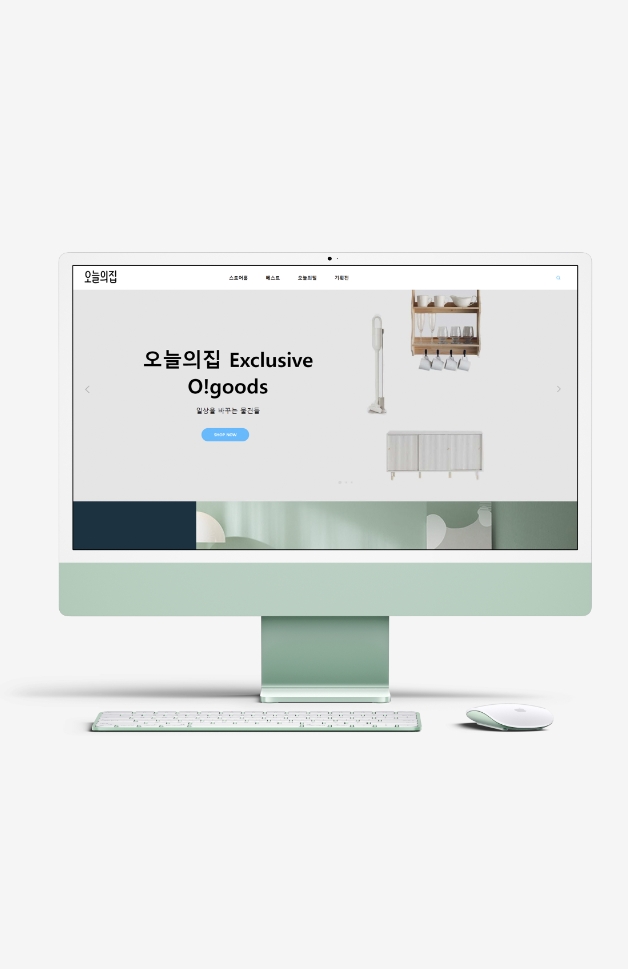 오늘의집
스토어홈 베스트 오늘의딜 기획전
오늘의집 Exclusive
O!goods
일상을 바꾸는 물건들
SHOP NOW